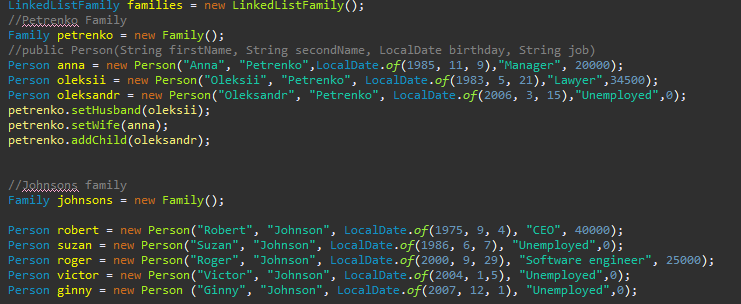 LinkedListFamily families = new LinkedListFamily();
//Petrenko Family
Family petrenko = new Family();
//public Person(String firstName, String secondName, LocalDate birthday, String job)
Person anna = new Person("Anna", "Petrenko",LocalDate.of(1985, 11, 9),"Manager", 20000);
Person oleksii = new Person("Oleksii", "Petrenko", LocalDate.of(1983, 5, 21),"Lawyer",34500);
Person oleksandr = new Person("Oleksandr", "Petrenko", LocalDate.of(2006, 3, 15),"Unemployed",0);
petrenko.setHusband(oleksii);
petrenko.setWife(anna);
petrenko.addChild(oleksandr);
//Johnsons family
Family johnsons = new Family();
Person robert = new Person("Robert", "Johnson", LocalDate.of(1975, 9, 4), "CEO", 40000);
Person suzan = new Person("Suzan", "Johnson", LocalDate.of(1986, 6, 7), "Unemployed",0);
Person roger = new Person("Roger", "Johnson", LocalDate.of(2000, 9, 29), "Software engineer", 25000);
Person victor = new Person("Victor", "Johnson", LocalDate.of(2004, 1,5), "Unemployed",0);
Person ginny = new Person ("Ginny", "Johnson", LocalDate.of(2007, 12, 1), "Unemployed",0);